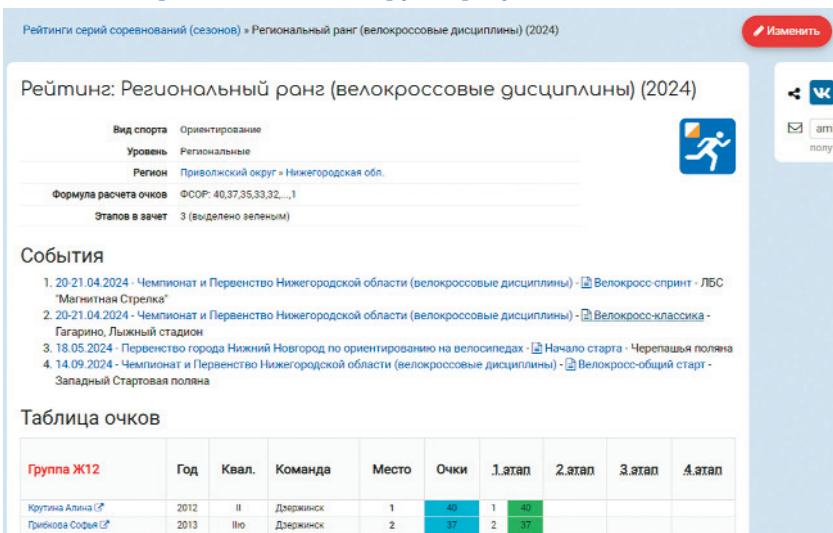 Рейтинги серий соревнований (сезонов) » Региональный ранг (велокроссовые дисциплины) (2024)
Изменить
Рейтинг: Региональный ранг (велокроссовые дисциплины) (2024)
Вид спорта Ориентирование
Уровень Региональные
Регион Приволжский округ » Нижегородская обл.
Формула расчета очков ФСОР: 40,37,35,33,32,...,1
Этапов в зачет 3 (выделено зеленым)
am
полу
События
1. 20-21.04.2024 - Чемпионат и Первенство Нижегородской области (велокроссовые дисциплины) - Велокросс-спринт - ЛБС
"Магнитная Стрелка"
2. 20-21.04.2024 - Чемпионат и Первенство Нижегородской области (велокроссовые дисциплины) - Велокросс-классика -
Гагарино, Лыжный стадион
3. 18.05.2024 - Первенство города Нижний Новгород по ориентированию на велосипедах - Начало старта - Черепашья поляна
4. 14.09.2024 - Чемпионат и Первенство Нижегородской области (велокроссовые дисциплины) - Велокросс-общий старт -
Западный Стартовая поляна
Таблица очков
Группа Ж12 Год Квал. Команда Место Очки 1 этап 2 этап 3 этап 4 этап
Крутина Алина 2012 II Дзержинск 1 40 1 40
Грибкова Софья 2013 IIю Дзержинск 2 37 2 37